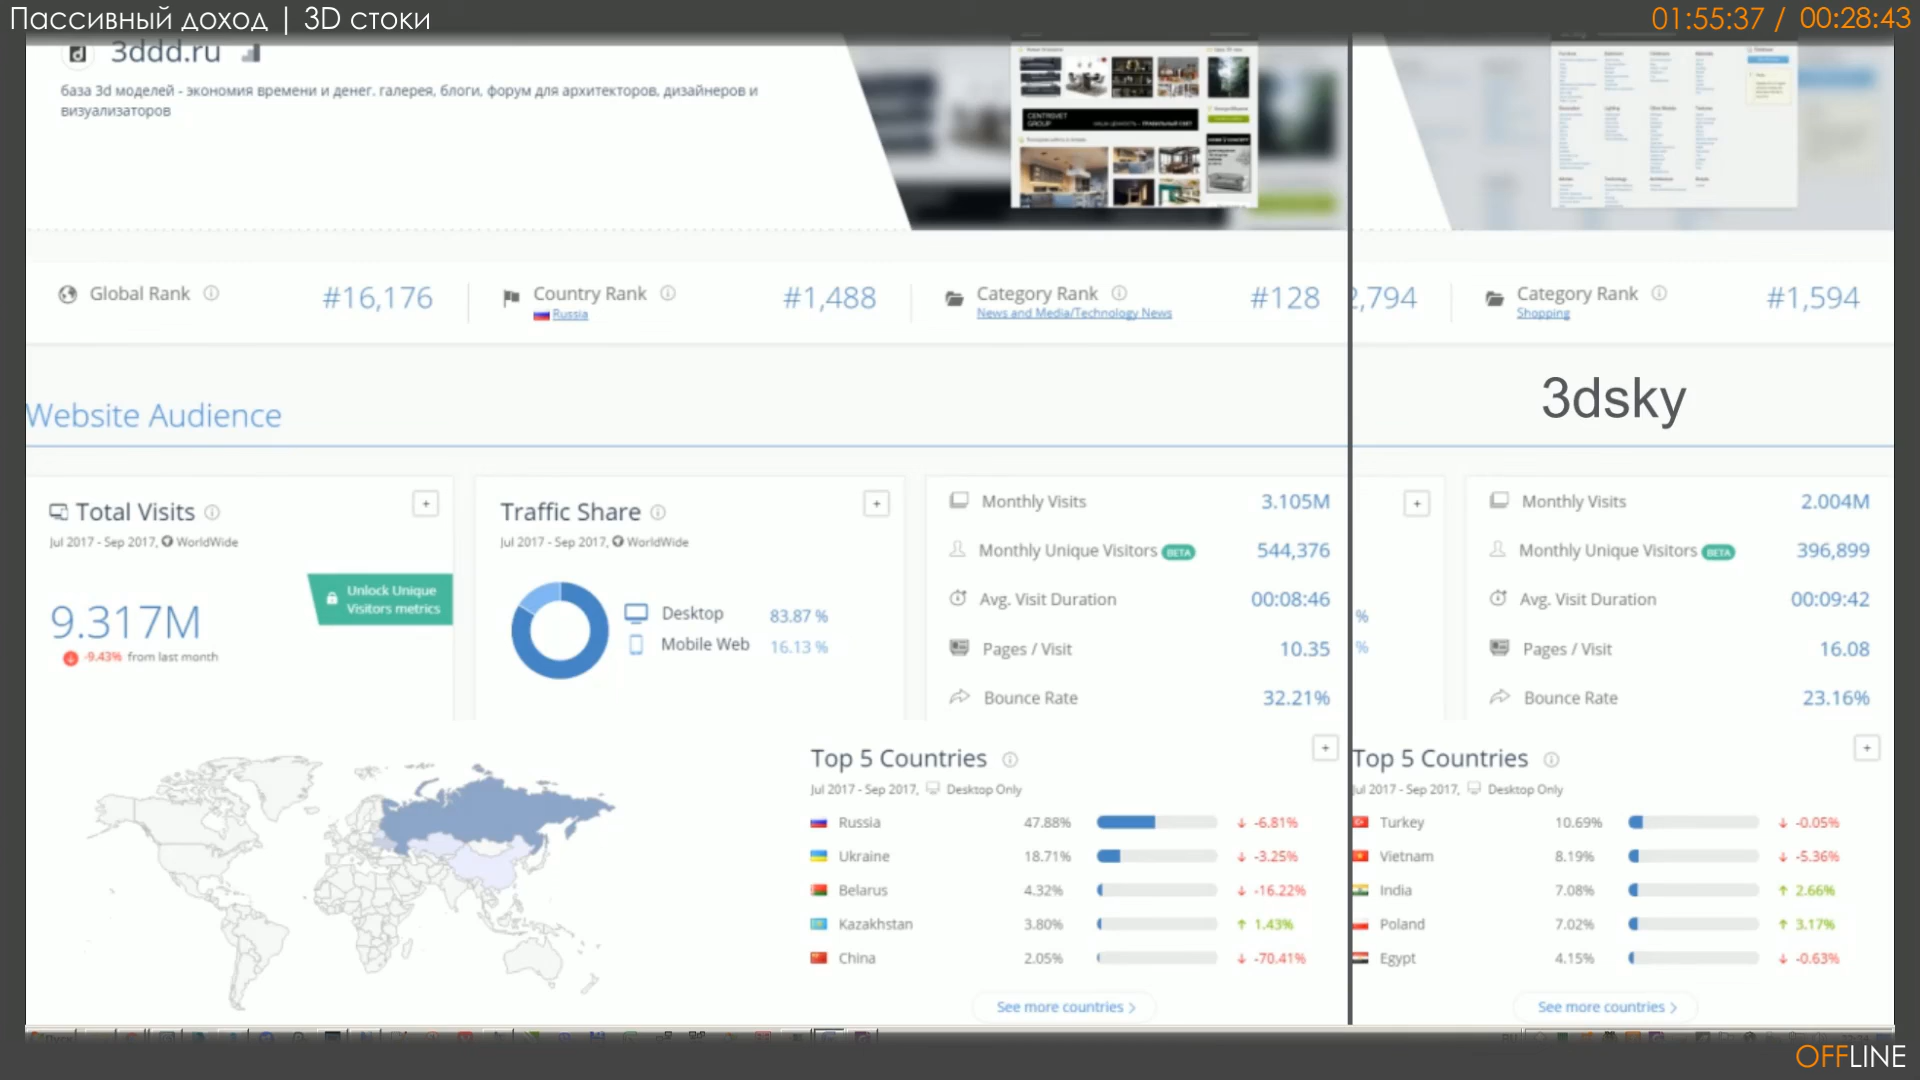 Пассивный доход | 3D стоки
01:55:37 / 00:28:43
3ddd.ru
база 3d моделей - экономия времени и денег. галерея, блоги, форум для архитекторов, дизайнеров и
визуализаторов
CENTRSVET
GROUP
Global Rank
#16,176
Country Rank
Russia
#1,488
Category Rank
News and Media/Technology News
#128
2,794
Category Rank
Shopping
#1,594
Website Audience
3dsky
Total Visits
Jul 2017 - Sep 2017, WorldWide
Unlock Unique
Visitors metrics
9.317M
-9.43% from last month
Traffic Share
Jul 2017 - Sep 2017, WorldWide
Desktop 83.87 %
Mobile Web 16.13 %
Monthly Visits 3.105M
Monthly Unique Visitors BETA 544,376
Avg. Visit Duration 00:08:46
Pages / Visit 10.35
Bounce Rate 32.21%
%
%
Monthly Visits 2.004M
Monthly Unique Visitors BETA 396,899
Avg. Visit Duration 00:09:42
Pages / Visit 16.08
Bounce Rate 23.16%
Top 5 Countries
Jul 2017 - Sep 2017, Desktop Only
Russia 47.88% -6.81%
Ukraine 18.71% -3.25%
Belarus 4.32% -16.22%
Kazakhstan 3.80% 1.43%
China 2.05% -70.41%
See more countries >
Top 5 Countries
Jul 2017 - Sep 2017, Desktop Only
Turkey 10.69% -0.05%
Vietnam 8.19% -5.36%
India 7.08% 2.66%
Poland 7.02% 3.17%
Egypt 4.15% -0.63%
See more countries >
OFFLINE